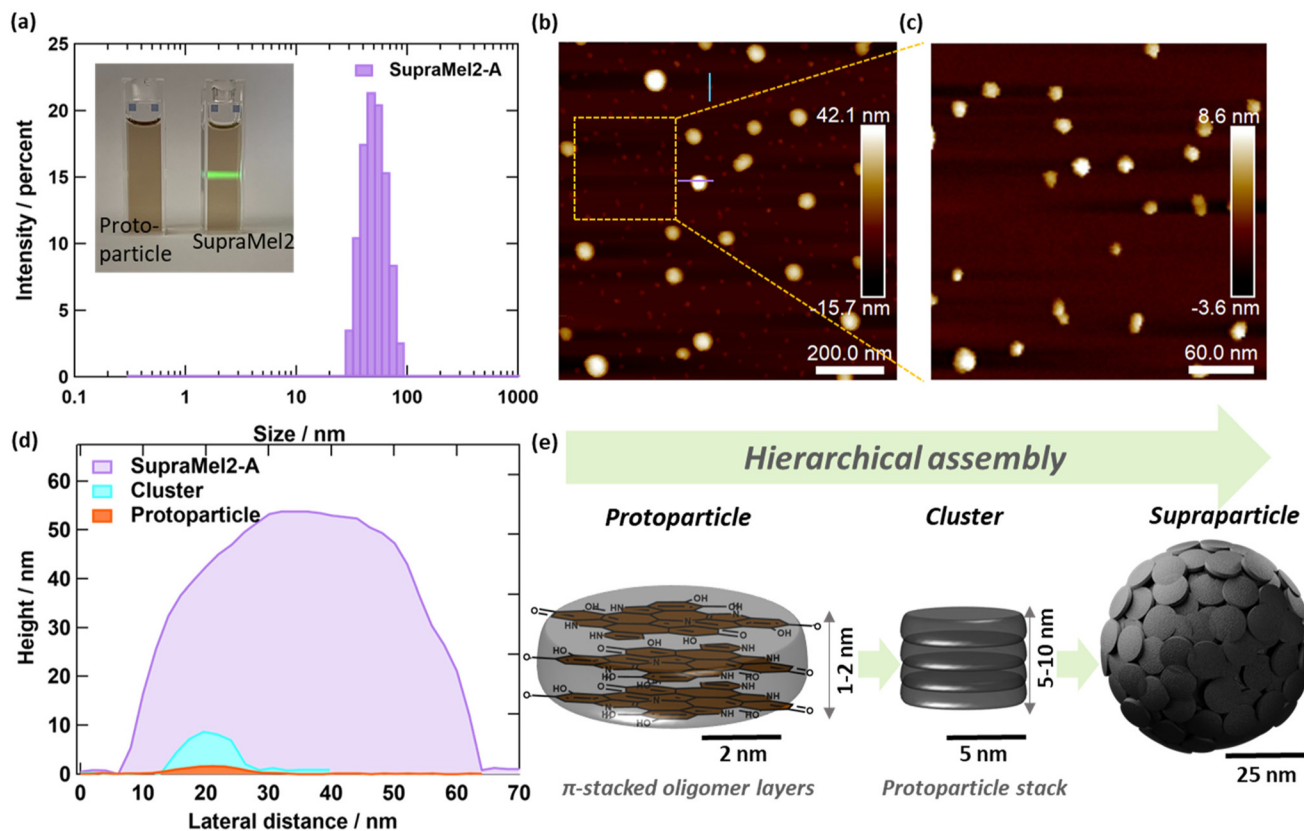 (a)
25
20
15
10
5
0
Intensity / percent
SupraMel2-A
Proto-
particle
SupraMel2
0.1
1
10
100
1000
Size / nm
(b)
42.1 nm
-15.7 nm
200.0 nm
(c)
8.6 nm
-3.6 nm
60.0 nm
(d)
60
50
40
30
20
10
0
Height / nm
SupraMel2-A
Cluster
Protoparticle
0
10
20
30
40
50
60
70
Lateral distance / nm
(e)
Hierarchical assembly
Protoparticle
Cluster
Supraparticle
1-2 nm
5-10 nm
2 nm
5 nm
25 nm
π-stacked oligomer layers
Protoparticle stack